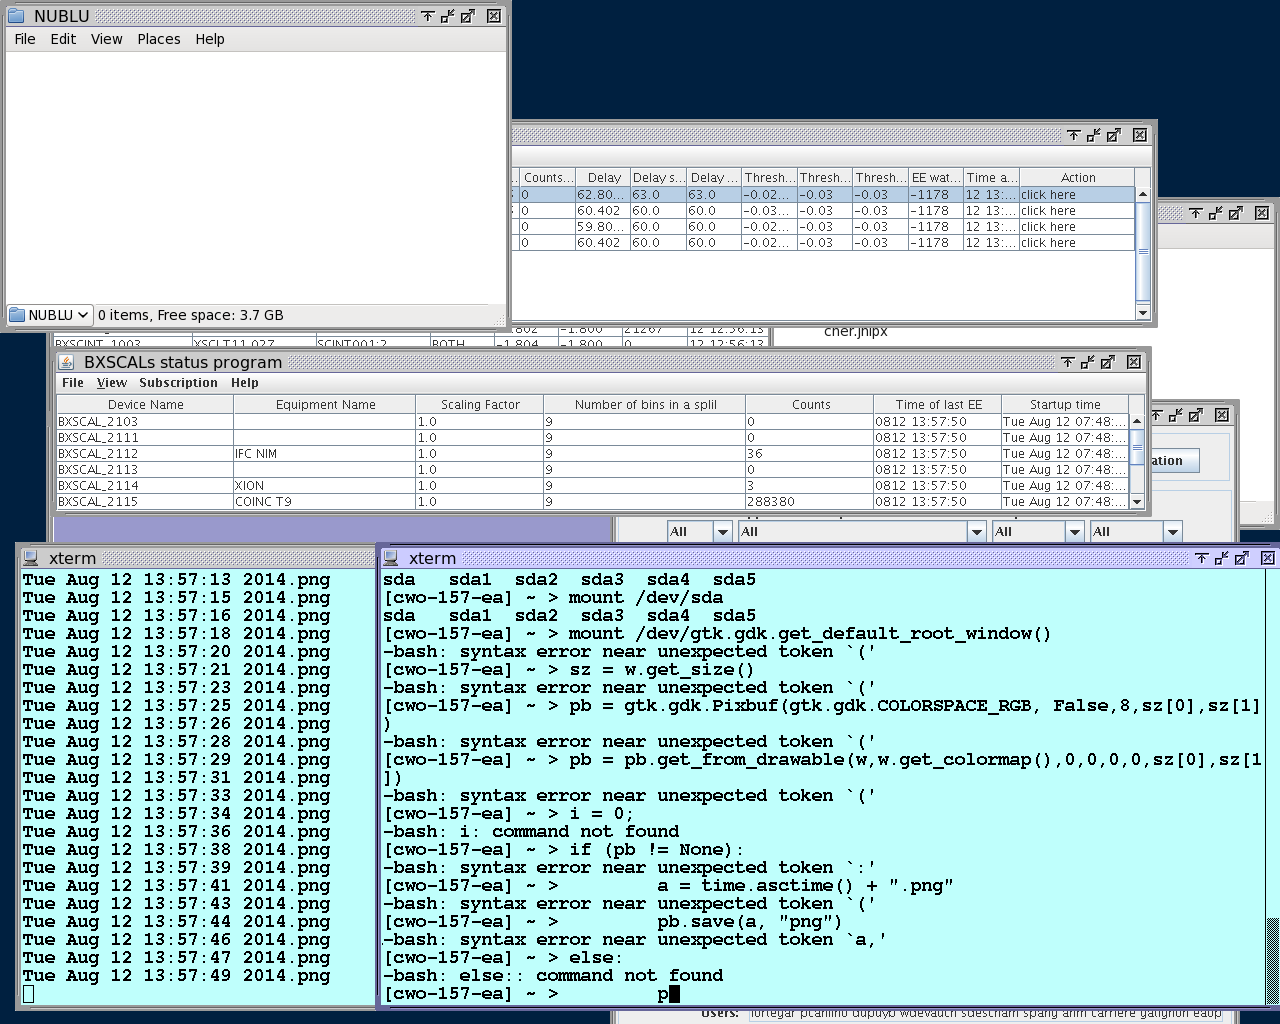 NUBLU
File Edit View Places Help
NUBLU 0 items, Free space: 3.7 GB
Counts... Delay Delay s... Delay ... Thresh... Thresh... Thresh... EE wat... Time a... Action
0 62.80... 63.0 63.0 -0.02... -0.03 -0.03 -1178 12 13:... click here
0 60.402 60.0 60.0 -0.03... -0.03 -0.03 -1178 12 13:... click here
0 59.80... 60.0 60.0 -0.02... -0.03 -0.03 -1178 12 13:... click here
0 60.402 60.0 60.0 -0.02... -0.03 -0.03 -1178 12 13:... click here
-1.802 -1.800 21267 12 12:56:13
cher.jnlpx
BXSCINT_1003 XSCLT11.027 SCINT001:2 BOTH -1.804 -1.800 0 12 12:56:13
BXSCALs status program
File View Subscription Help
Device Name Equipment Name Scaling Factor Number of bins in a splil Counts Time of last EE Startup time
BXSCAL_2103 1.0 9 0 0812 13:57:50 Tue Aug 12 07:48:...
BXSCAL_2111 1.0 9 0 0812 13:57:50 Tue Aug 12 07:48:...
BXSCAL_2112 IFC NIM 1.0 9 36 0812 13:57:50 Tue Aug 12 07:48:...
BXSCAL_2113 1.0 9 0 0812 13:57:50 Tue Aug 12 07:48:...
BXSCAL_2114 XION 1.0 9 3 0812 13:57:50 Tue Aug 12 07:48:...
BXSCAL_2115 COINC T9 1.0 9 288380 0812 13:57:50 Tue Aug 12 07:48:...
ation
All All All All
xterm
Tue Aug 12 13:57:13 2014.png
Tue Aug 12 13:57:15 2014.png
Tue Aug 12 13:57:16 2014.png
Tue Aug 12 13:57:18 2014.png
Tue Aug 12 13:57:20 2014.png
Tue Aug 12 13:57:21 2014.png
Tue Aug 12 13:57:23 2014.png
Tue Aug 12 13:57:25 2014.png
Tue Aug 12 13:57:26 2014.png
Tue Aug 12 13:57:28 2014.png
Tue Aug 12 13:57:29 2014.png
Tue Aug 12 13:57:31 2014.png
Tue Aug 12 13:57:33 2014.png
Tue Aug 12 13:57:34 2014.png
Tue Aug 12 13:57:36 2014.png
Tue Aug 12 13:57:38 2014.png
Tue Aug 12 13:57:39 2014.png
Tue Aug 12 13:57:41 2014.png
Tue Aug 12 13:57:43 2014.png
Tue Aug 12 13:57:44 2014.png
Tue Aug 12 13:57:46 2014.png
Tue Aug 12 13:57:47 2014.png
Tue Aug 12 13:57:49 2014.png
xterm
sda   sda1  sda2  sda3  sda4  sda5
[cwo-157-ea] ~ > mount /dev/sda
sda   sda1  sda2  sda3  sda4  sda5
[cwo-157-ea] ~ > mount /dev/gtk.gdk.get_default_root_window()
-bash: syntax error near unexpected token `('
[cwo-157-ea] ~ > sz = w.get_size()
-bash: syntax error near unexpected token `('
[cwo-157-ea] ~ > pb = gtk.gdk.Pixbuf(gtk.gdk.COLORSPACE_RGB, False,8,sz[0],sz[1]
)
-bash: syntax error near unexpected token `('
[cwo-157-ea] ~ > pb = pb.get_from_drawable(w,w.get_colormap(),0,0,0,0,sz[0],sz[1
])
-bash: syntax error near unexpected token `('
[cwo-157-ea] ~ > i = 0;
-bash: i: command not found
[cwo-157-ea] ~ > if (pb != None):
-bash: syntax error near unexpected token `:'
[cwo-157-ea] ~ >         a = time.asctime() + ".png"
-bash: syntax error near unexpected token `('
[cwo-157-ea] ~ >         pb.save(a, "png")
-bash: syntax error near unexpected token `a,'
[cwo-157-ea] ~ > else:
-bash: else:: command not found
[cwo-157-ea] ~ >         p
Users: